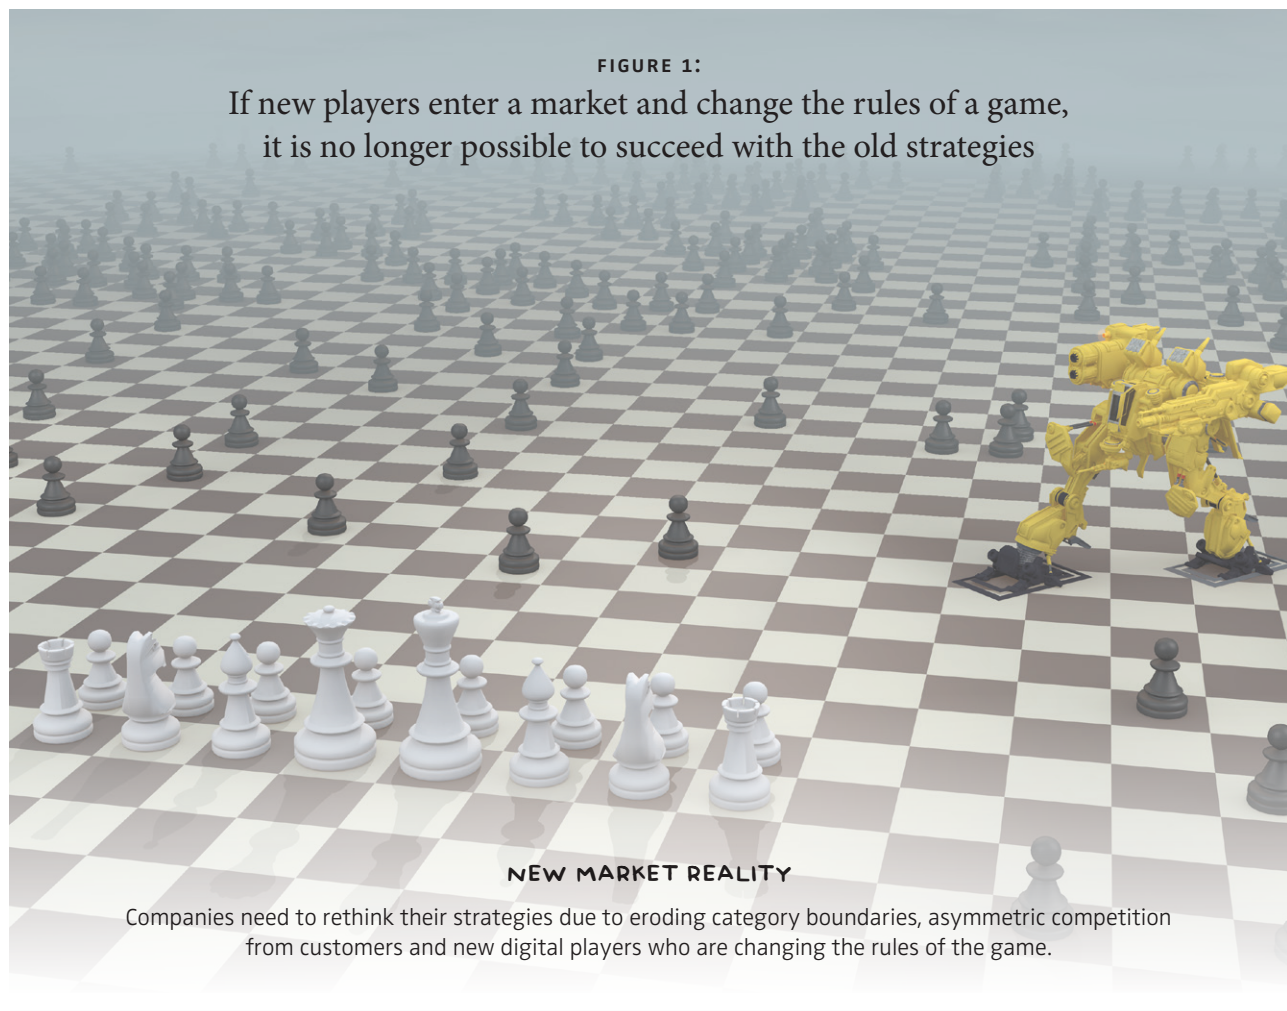 FIGURE 1:
If new players enter a market and change the rules of a game,
it is no longer possible to succeed with the old strategies
NEW MARKET REALITY
Companies need to rethink their strategies due to eroding category boundaries, asymmetric competition
from customers and new digital players who are changing the rules of the game.